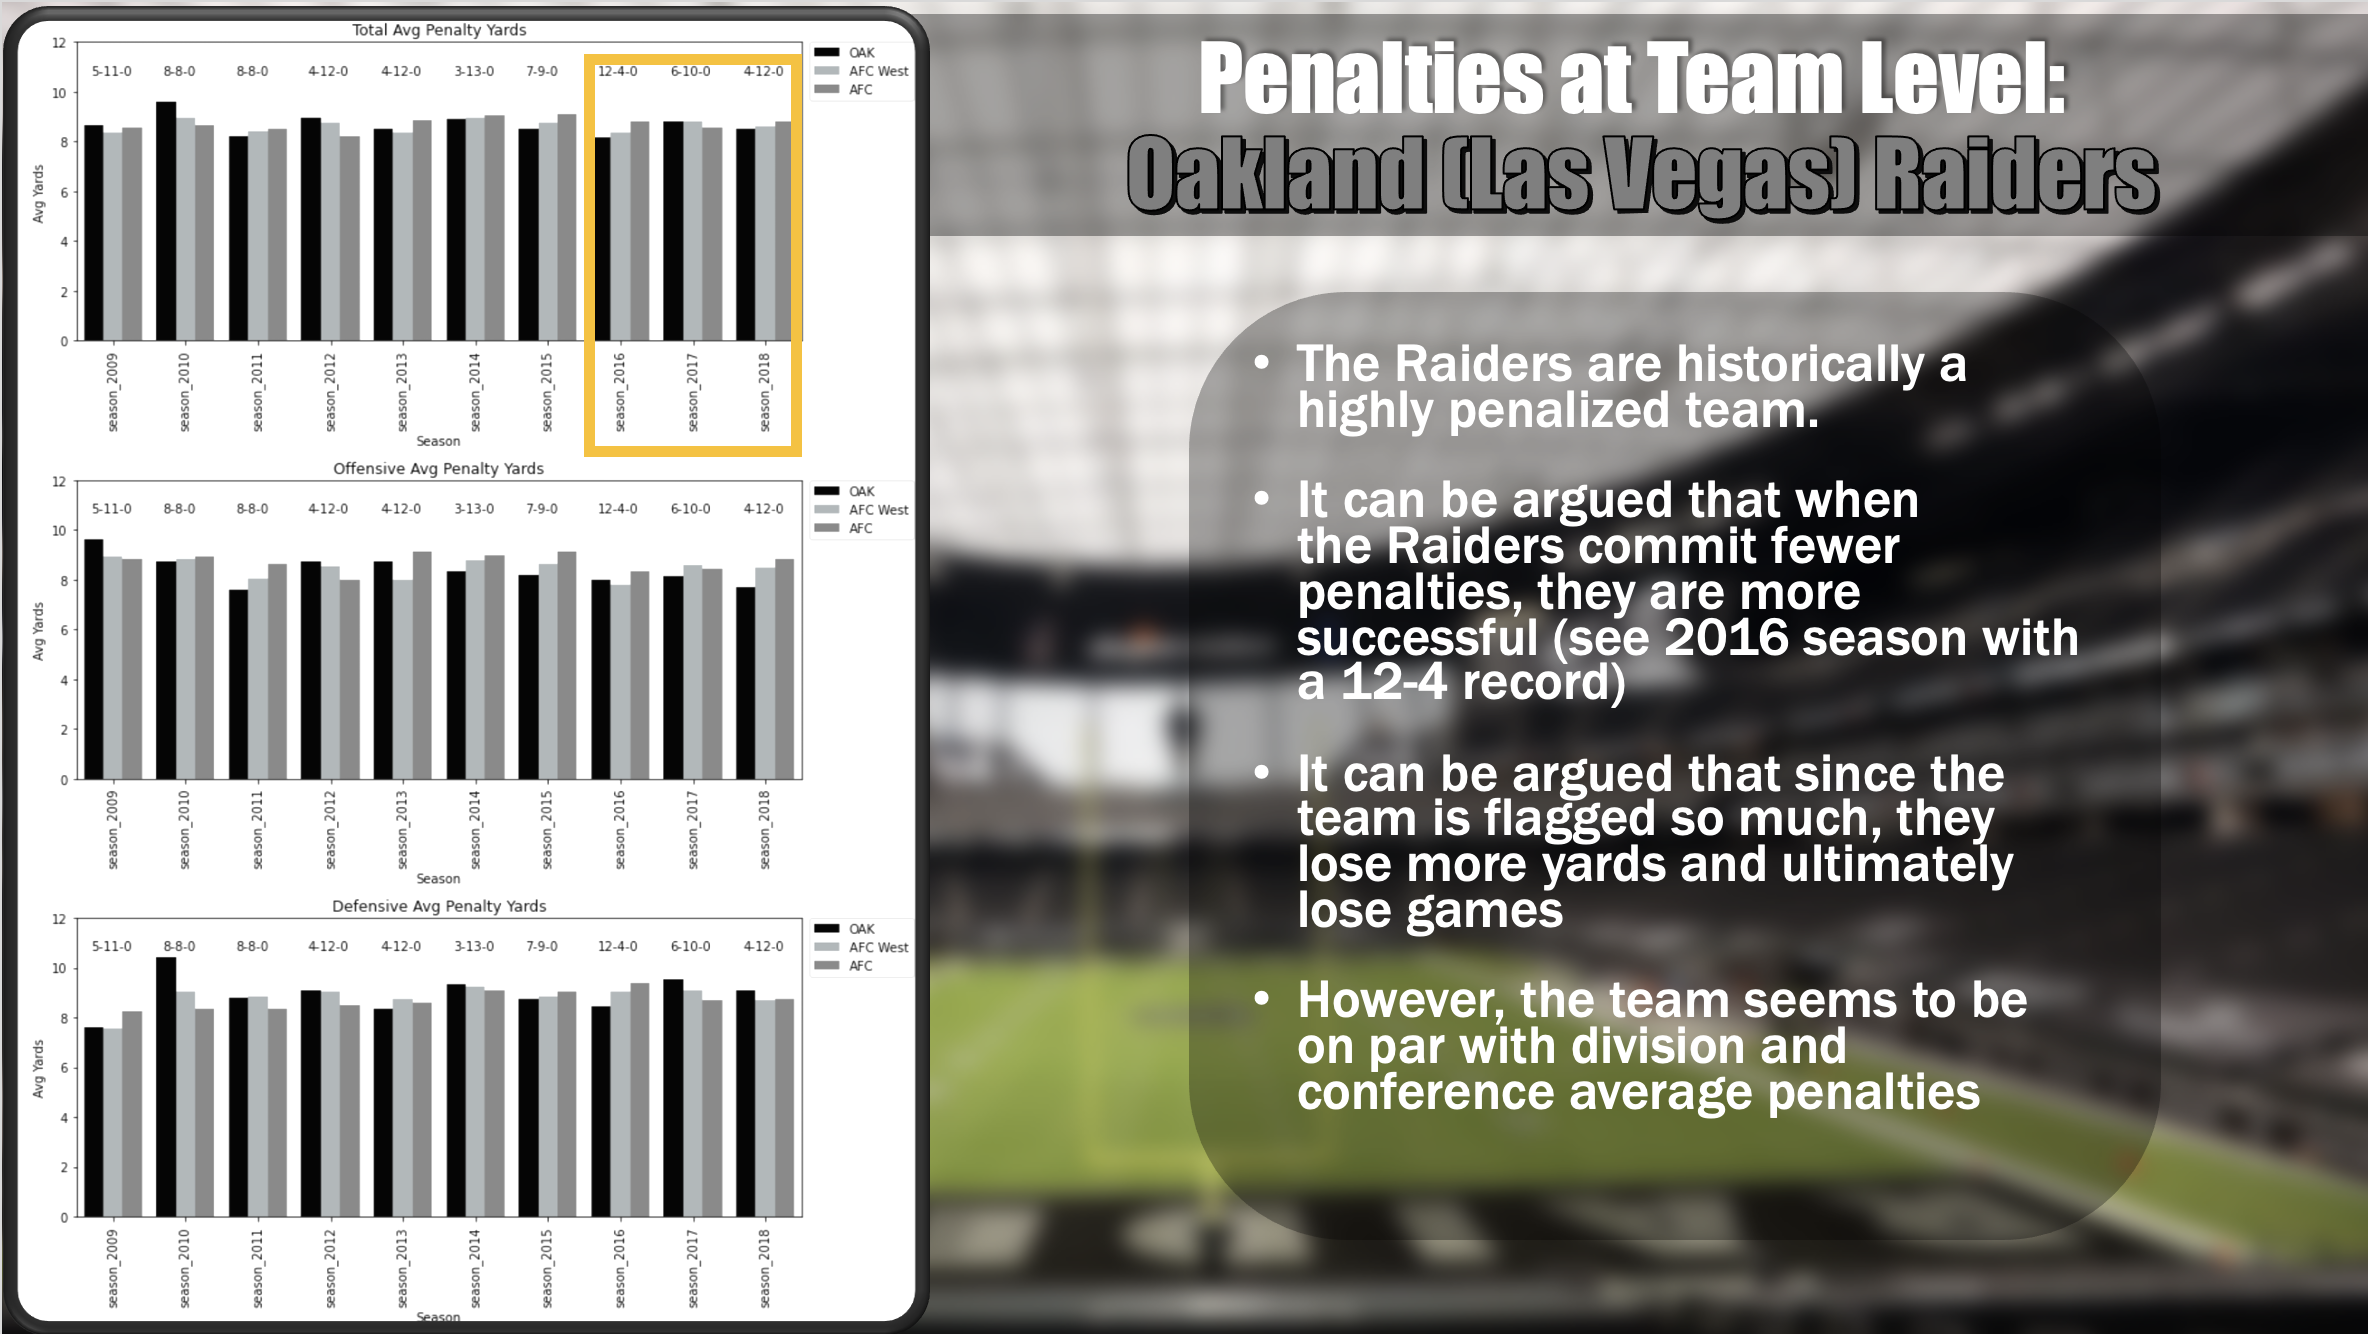 Total Avg Penalty Yards
12
10
8
6
4
2
0
Avg Yards
5-11-0 8-8-0 8-8-0 4-12-0 4-12-0 3-13-0 7-9-0 12-4-0 6-10-0 4-12-0
OAK
AFC West
AFC
season_2009 season_2010 season_2011 season_2012 season_2013 season_2014 season_2015 season_2016 season_2017 season_2018
Season
Offensive Avg Penalty Yards
12
10
8
6
4
2
0
Avg Yards
5-11-0 8-8-0 8-8-0 4-12-0 4-12-0 3-13-0 7-9-0 12-4-0 6-10-0 4-12-0
OAK
AFC West
AFC
season_2009 season_2010 season_2011 season_2012 season_2013 season_2014 season_2015 season_2016 season_2017 season_2018
Season
Defensive Avg Penalty Yards
12
10
8
6
4
2
0
Avg Yards
5-11-0 8-8-0 8-8-0 4-12-0 4-12-0 3-13-0 7-9-0 12-4-0 6-10-0 4-12-0
OAK
AFC West
AFC
season_2009 season_2010 season_2011 season_2012 season_2013 season_2014 season_2015 season_2016 season_2017 season_2018
Season
Penalties at Team Level:
Oakland (Las Vegas) Raiders
• The Raiders are historically a
highly penalized team.
• It can be argued that when
the Raiders commit fewer
penalties, they are more
successful (see 2016 season with
a 12-4 record)
• It can be argued that since the
team is flagged so much, they
lose more yards and ultimately
lose games
• However, the team seems to be
on par with division and
conference average penalties